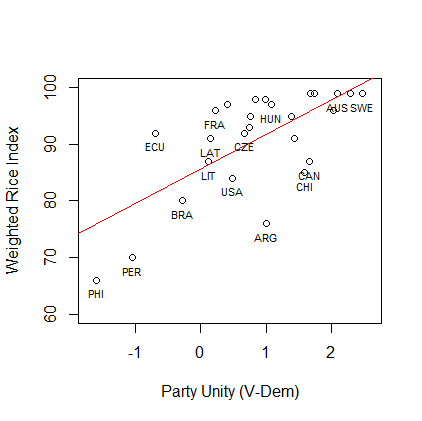 Weighted Rice Index
100
90
80
70
60
AUS SWE
FRA
HUN
ECU
LAT
CZE
LIT
CAN
CHI
USA
BRA
ARG
PER
PHI
-1 0 1 2
Party Unity (V-Dem)